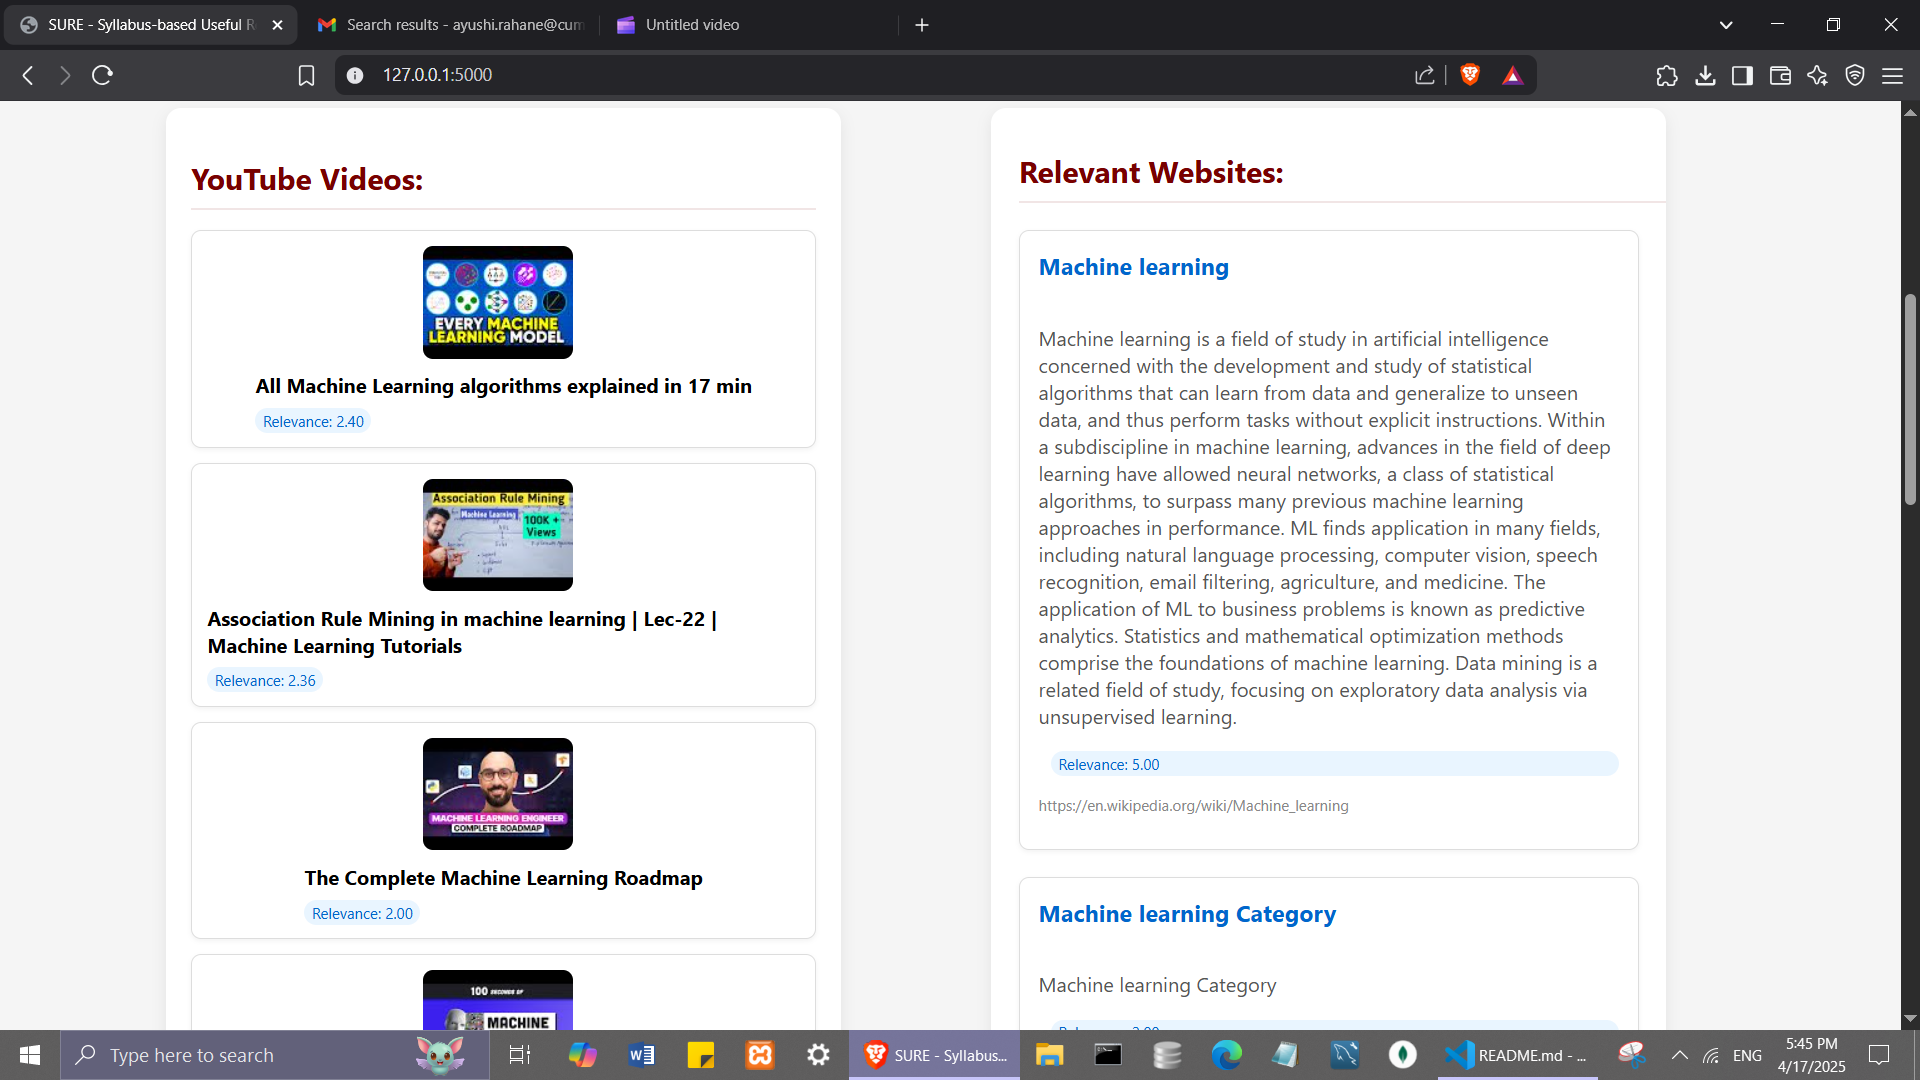 SURE - Syllabus-based Useful R
Search results - ayushi.rahane@cum
Untitled video
127.0.0.1:5000
YouTube Videos:
EVERY MACHINE
LEARNING MODEL
All Machine Learning algorithms explained in 17 min
Relevance: 2.40
Association Rule Mining
Machine Learning
100K +
Views
Association Rule Mining in machine learning | Lec-22 |
Machine Learning Tutorials
Relevance: 2.36
MACHINE LEARNING ENGINEER
COMPLETE ROADMAP
The Complete Machine Learning Roadmap
Relevance: 2.00
100 SECONDS OF
MACHINE
Relevant Websites:
Machine learning
Machine learning is a field of study in artificial intelligence
concerned with the development and study of statistical
algorithms that can learn from data and generalize to unseen
data, and thus perform tasks without explicit instructions. Within
a subdiscipline in machine learning, advances in the field of deep
learning have allowed neural networks, a class of statistical
algorithms, to surpass many previous machine learning
approaches in performance. ML finds application in many fields,
including natural language processing, computer vision, speech
recognition, email filtering, agriculture, and medicine. The
application of ML to business problems is known as predictive
analytics. Statistics and mathematical optimization methods
comprise the foundations of machine learning. Data mining is a
related field of study, focusing on exploratory data analysis via
unsupervised learning.
Relevance: 5.00
https://en.wikipedia.org/wiki/Machine_learning
Machine learning Category
Machine learning Category
Type here to search
SURE - Syllabus...
README.md - ...
ENG
5:45 PM
4/17/2025